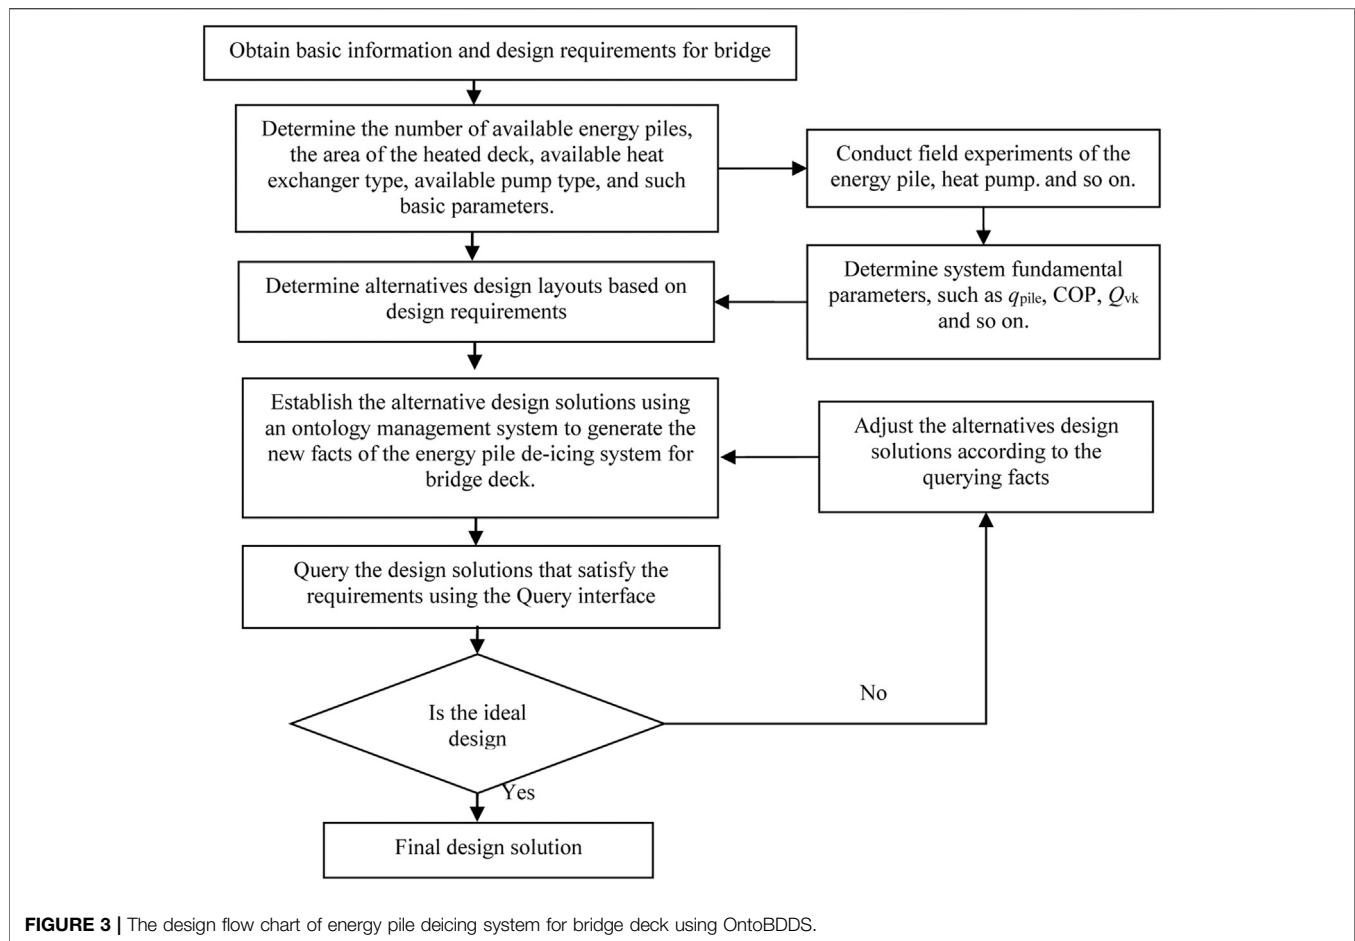 Obtain basic information and design requirements for bridge
Determine the number of available energy piles,
the area of the heated deck, available heat
exchanger type, available pump type, and such
basic parameters.
Conduct field experiments of the
energy pile, heat pump. and so on.
Determine alternatives design layouts based on
design requirements
Determine system fundamental
parameters, such as qpile, COP, Qvk
and so on.
Establish the alternative design solutions using
an ontology management system to generate the
new facts of the energy pile de-icing system for
bridge deck.
Adjust the alternatives design
solutions according to the
querying facts
Query the design solutions that satisfy the
requirements using the Query interface
Is the ideal
design
No
Yes
Final design solution
FIGURE 3 | The design flow chart of energy pile deicing system for bridge deck using OntoBDDS.